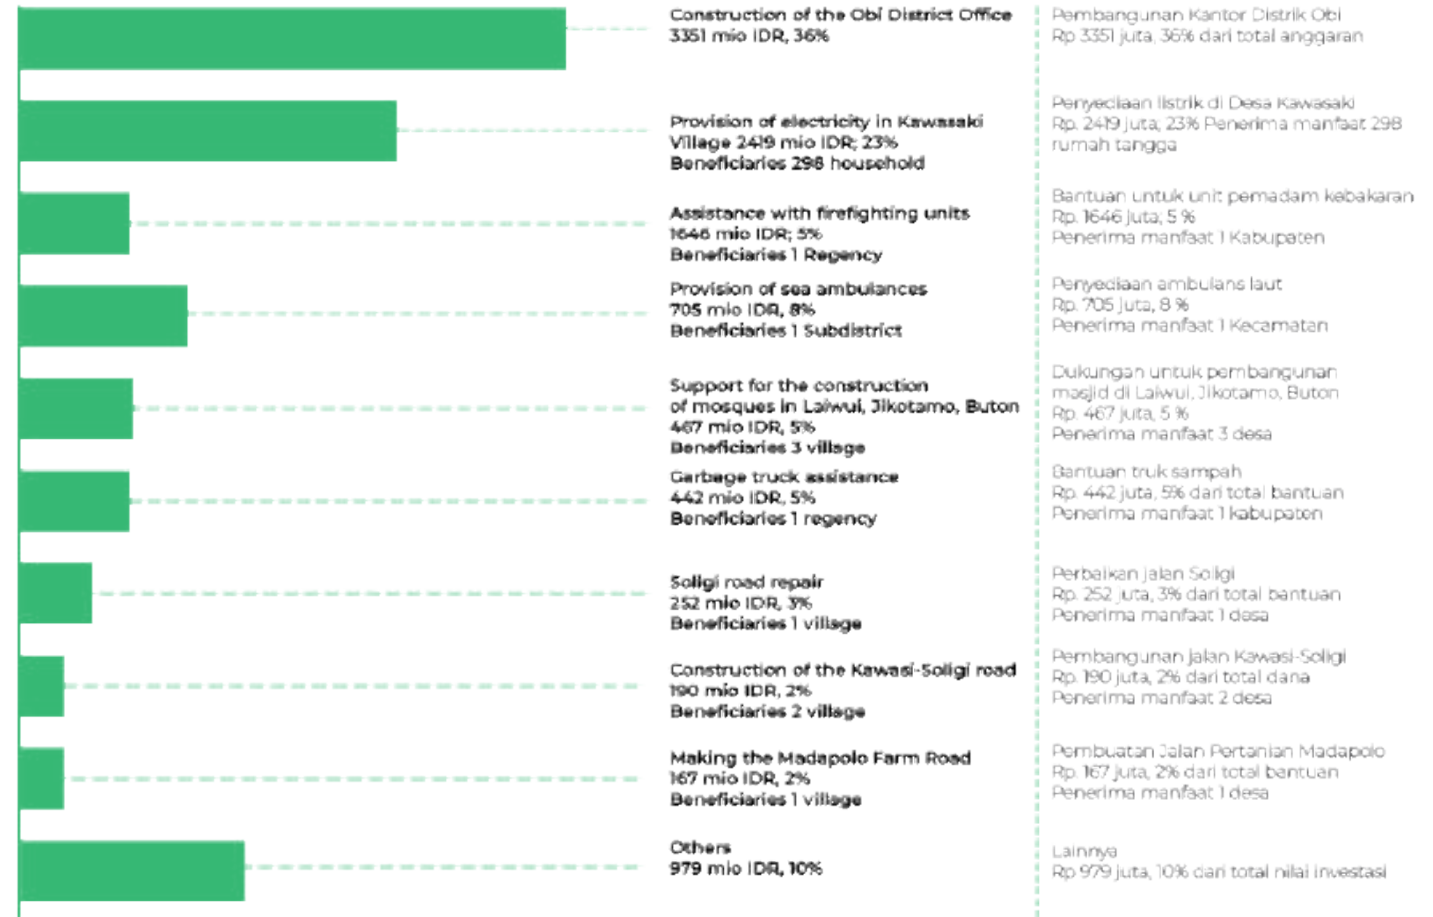 Construction of the Obi District Office
3351 mio IDR, 36%
Provision of electricity in Kawasaki
Village 2419 mio IDR; 23%
Beneficiaries 298 household
Assistance with firefighting units
1646 mio IDR; 5%
Beneficiaries 1 Regency
Provision of sea ambulances
705 mio IDR, 8%
Beneficiaries 1 Subdistrict
Support for the construction
of mosques in Laiwui, Jikotamo, Buton
467 mio IDR, 5%
Beneficiaries 3 village
Garbage truck assistance
442 mio IDR, 5%
Beneficiaries 1 regency
Soligi road repair
252 mio IDR, 3%
Beneficiaries 1 village
Construction of the Kawasi-Soligi road
190 mio IDR, 2%
Beneficiaries 2 village
Making the Madapolo Farm Road
167 mio IDR, 2%
Beneficiaries 1 village
Others
979 mio IDR, 10%
Pembangunan Kantor Distrik Obi
Rp 3351 juta, 36% dari total anggaran
Penyediaan listrik di Desa Kawasaki
Rp. 2419 juta, 23% Penerima manfaat 298
rumah tangga
Bantuan untuk unit pemadam kebakaran
Rp. 1646 juta; 5 %
Penerima manfaat 1 Kabupaten
Penyediaan ambulans laut
Rp. 705 juta, 8 %
Penerima manfaat 1 Kecamatan
Dukungan untuk pembangunan
masjid di Laiwui, Jikotamo, Buton
Rp. 467 juta, 5 %
Penerima manfaat 3 desa
Bantuan truk sampah
Rp. 442 juta, 5% dari total bantuan
Penerima manfaat 1 kabupaten
Perbaikan jalan Soligi
Rp. 252 juta, 3% dari total bantuan
Penerima manfaat 1 desa
Pembangunan jalan Kawasi-Soligi
Rp. 190 juta, 2% dari total dana
Penerima manfaat 2 desa
Pembuatan Jalan Pertanian Madapolo
Rp. 167 juta, 2% dari total bantuan
Penerima manfaat 1 desa
Lainnya
Rp 979 juta, 10% dari total nilai investasi